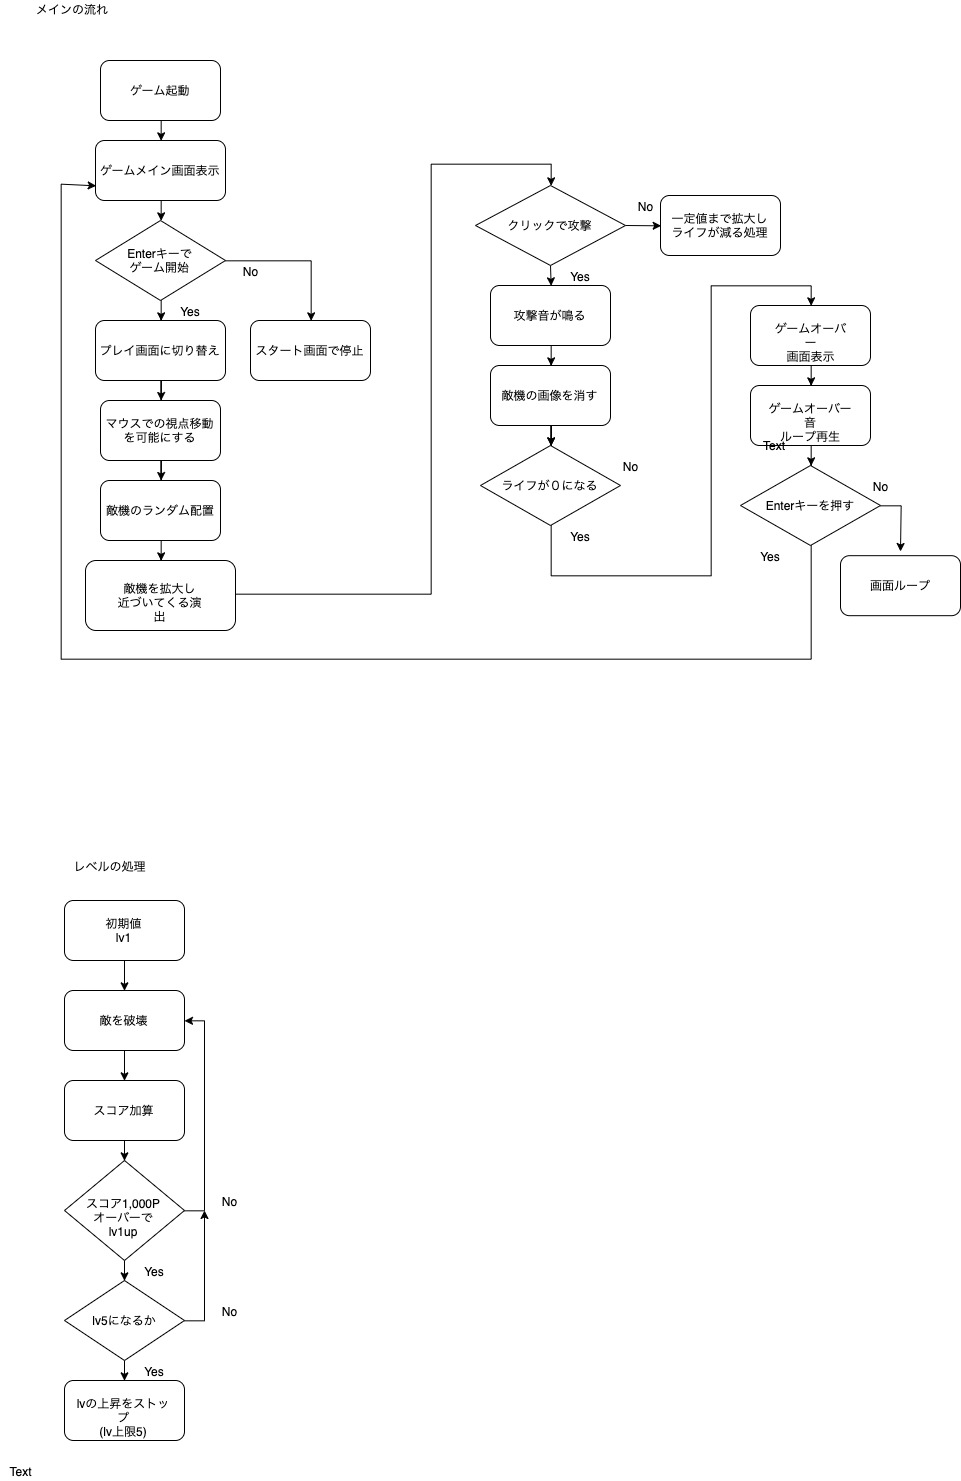 メインの流れ
ゲーム起動
ゲームメイン画面表示
Enterキーで
ゲーム開始
No
Yes
プレイ画面に切り替え
スタート画面で停止
マウスでの視点移動
を可能にする
敵機のランダム配置
敵機を拡大し
近づいてくる演
出
クリックで攻撃
No
一定値まで拡大し
ライフが減る処理
Yes
攻撃音が鳴る
敵機の画像を消す
ライフが０になる
No
Yes
ゲームオーバ
ー
画面表示
ゲームオーバー
音
ループ再生
Text
Enterキーを押す
No
Yes
画面ループ
レベルの処理
初期値
lv1
敵を破壊
スコア加算
スコア1,000P
オーバーで
lv1up
No
Yes
lv5になるか
No
Yes
lvの上昇をストッ
プ
(lv上限5)
Text